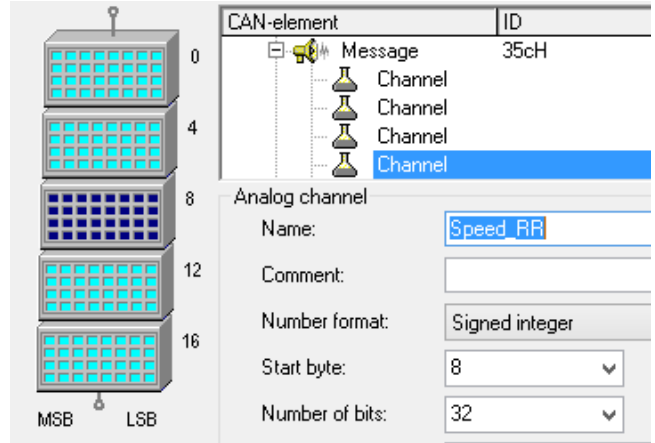 CAN-element ID
Message 35cH
Channel
Channel
Channel
Channel
0
4
8
12
16
MSB LSB
Analog channel
Name: Speed_RR
Comment:
Number format: Signed integer
Start byte: 8
Number of bits: 32